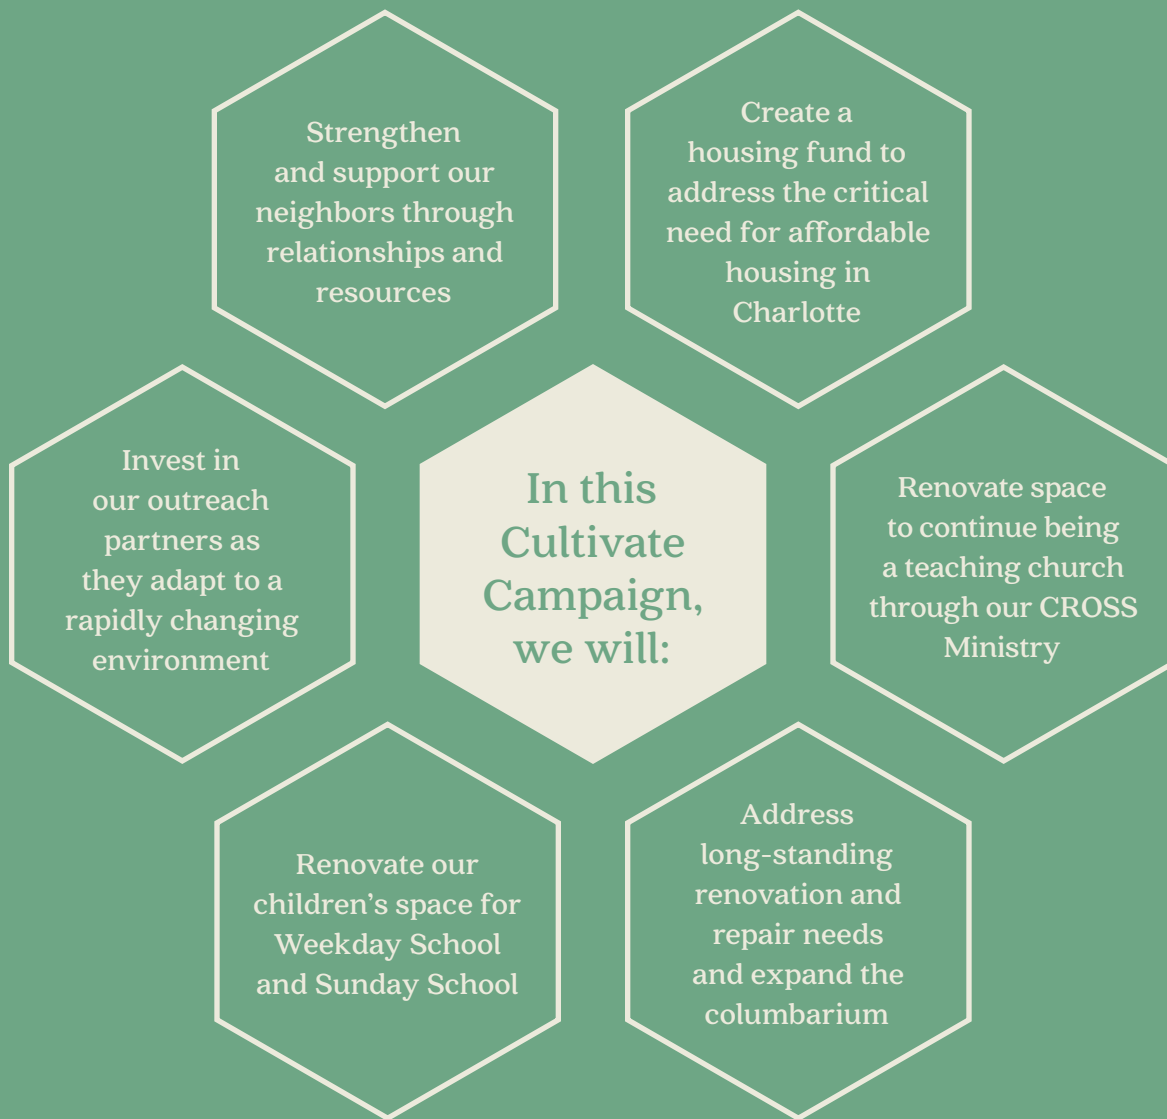 Strengthen
and support our
neighbors through
relationships and
resources
Create a
housing fund to
address the critical
need for affordable
housing in
Charlotte
Invest in
our outreach
partners as
they adapt to a
rapidly changing
environment
In this
Cultivate
Campaign,
we will:
Renovate space
to continue being
a teaching church
through our CROSS
Ministry
Renovate our
children’s space for
Weekday School
and Sunday School
Address
long-standing
renovation and
repair needs
and expand the
columbarium